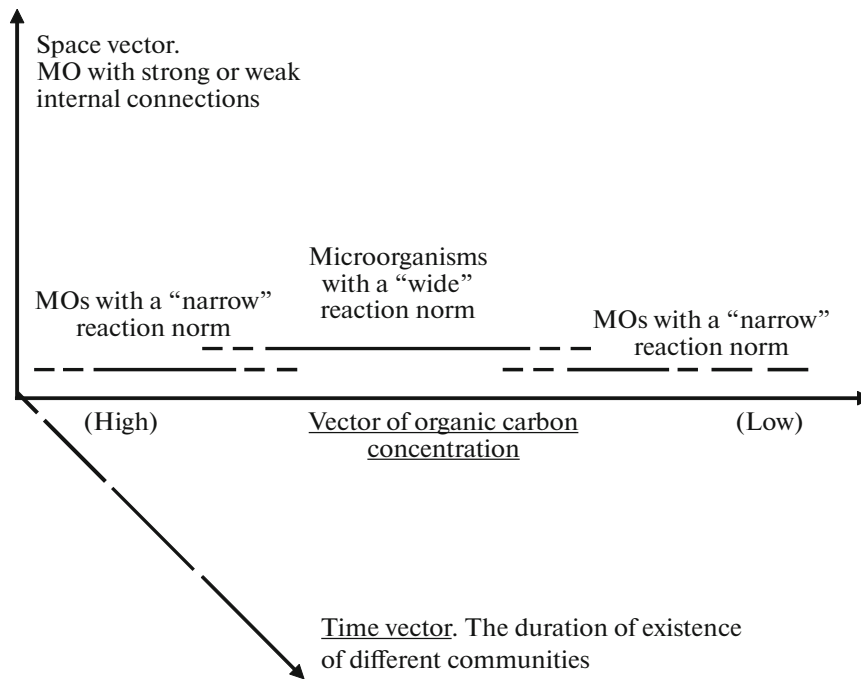 Space vector.
MO with strong or weak
internal connections
Microorganisms
with a “wide”
reaction norm
MOs with a “narrow”
reaction norm
MOs with a “narrow”
reaction norm
(High)
Vector of organic carbon
concentration
(Low)
Time vector. The duration of existence
of different communities